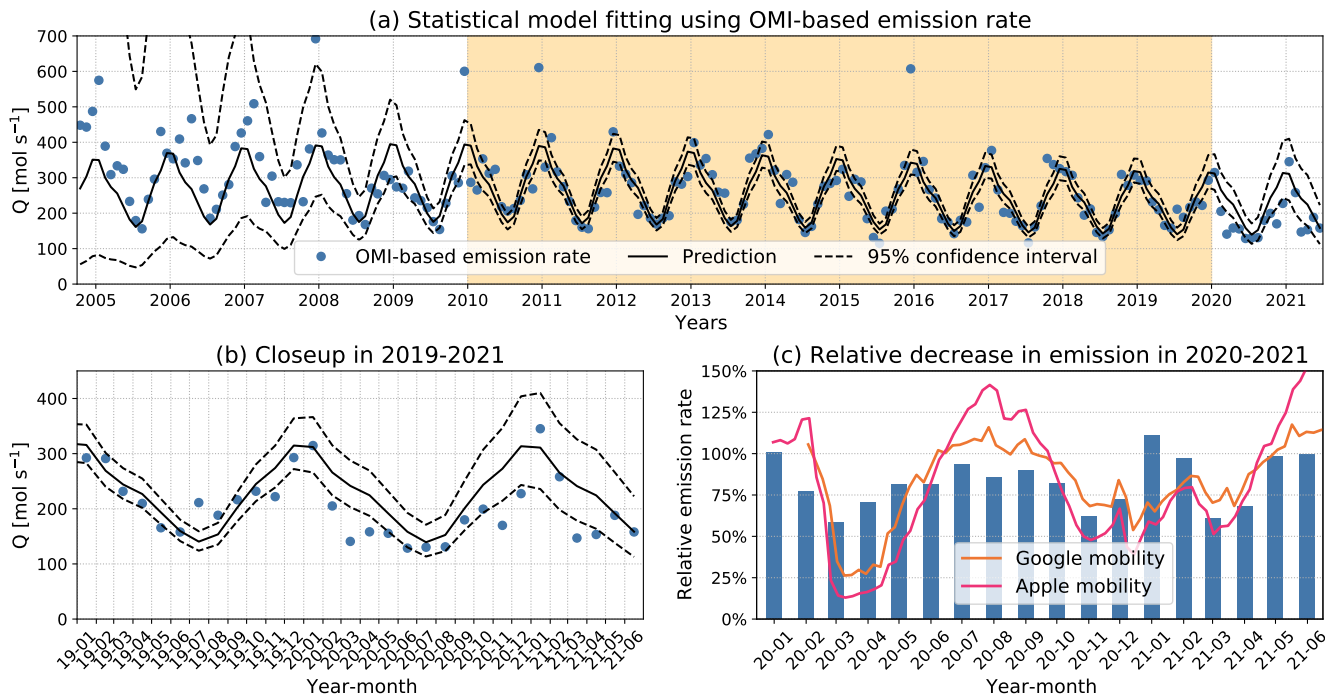 (a) Statistical model fitting using OMI-based emission rate
Q [mol s⁻¹]
700
600
500
400
300
200
100
0
OMI-based emission rate
Prediction
95% confidence interval
2005 2006 2007 2008 2009 2010 2011 2012 2013 2014 2015 2016 2017 2018 2019 2020 2021
Years
(b) Closeup in 2019-2021
Q [mol s⁻¹]
400
300
200
100
0
19-01 19-02 19-03 19-04 19-05 19-06 19-07 19-08 19-09 19-10 19-11 19-12 20-01 20-02 20-03 20-04 20-05 20-06 20-07 20-08 20-09 20-10 20-11 20-12 21-01 21-02 21-03 21-04 21-05 21-06
Year-month
(c) Relative decrease in emission in 2020-2021
Relative emission rate
150%
125%
100%
75%
50%
25%
0%
Google mobility
Apple mobility
20-01 20-02 20-03 20-04 20-05 20-06 20-07 20-08 20-09 20-10 20-11 20-12 21-01 21-02 21-03 21-04 21-05 21-06
Year-month